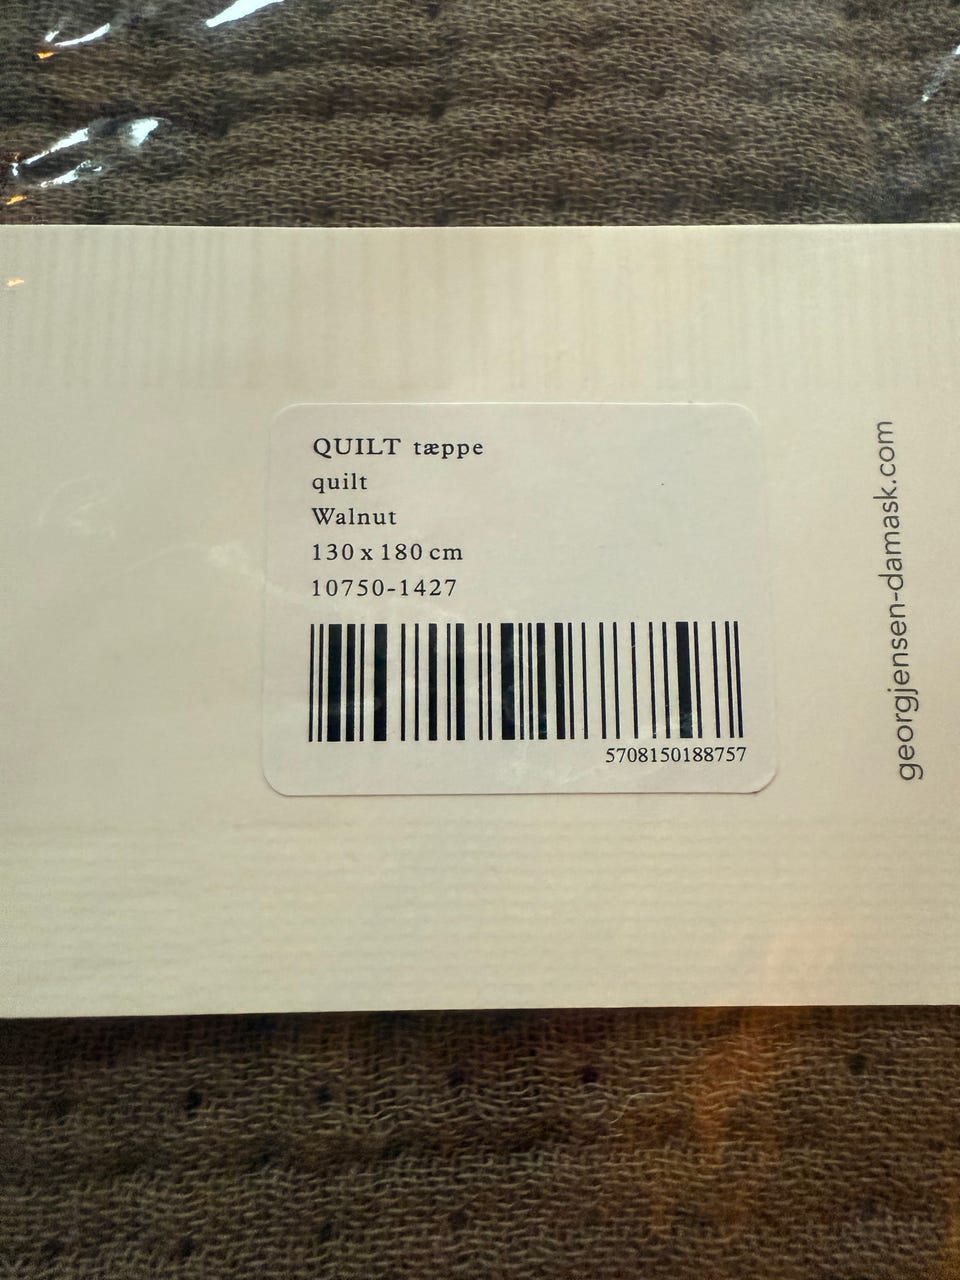 QUILT tæppe
quilt
Walnut
130 x 180 cm
10750-1427
5708150188757
georgjensen-damask.com